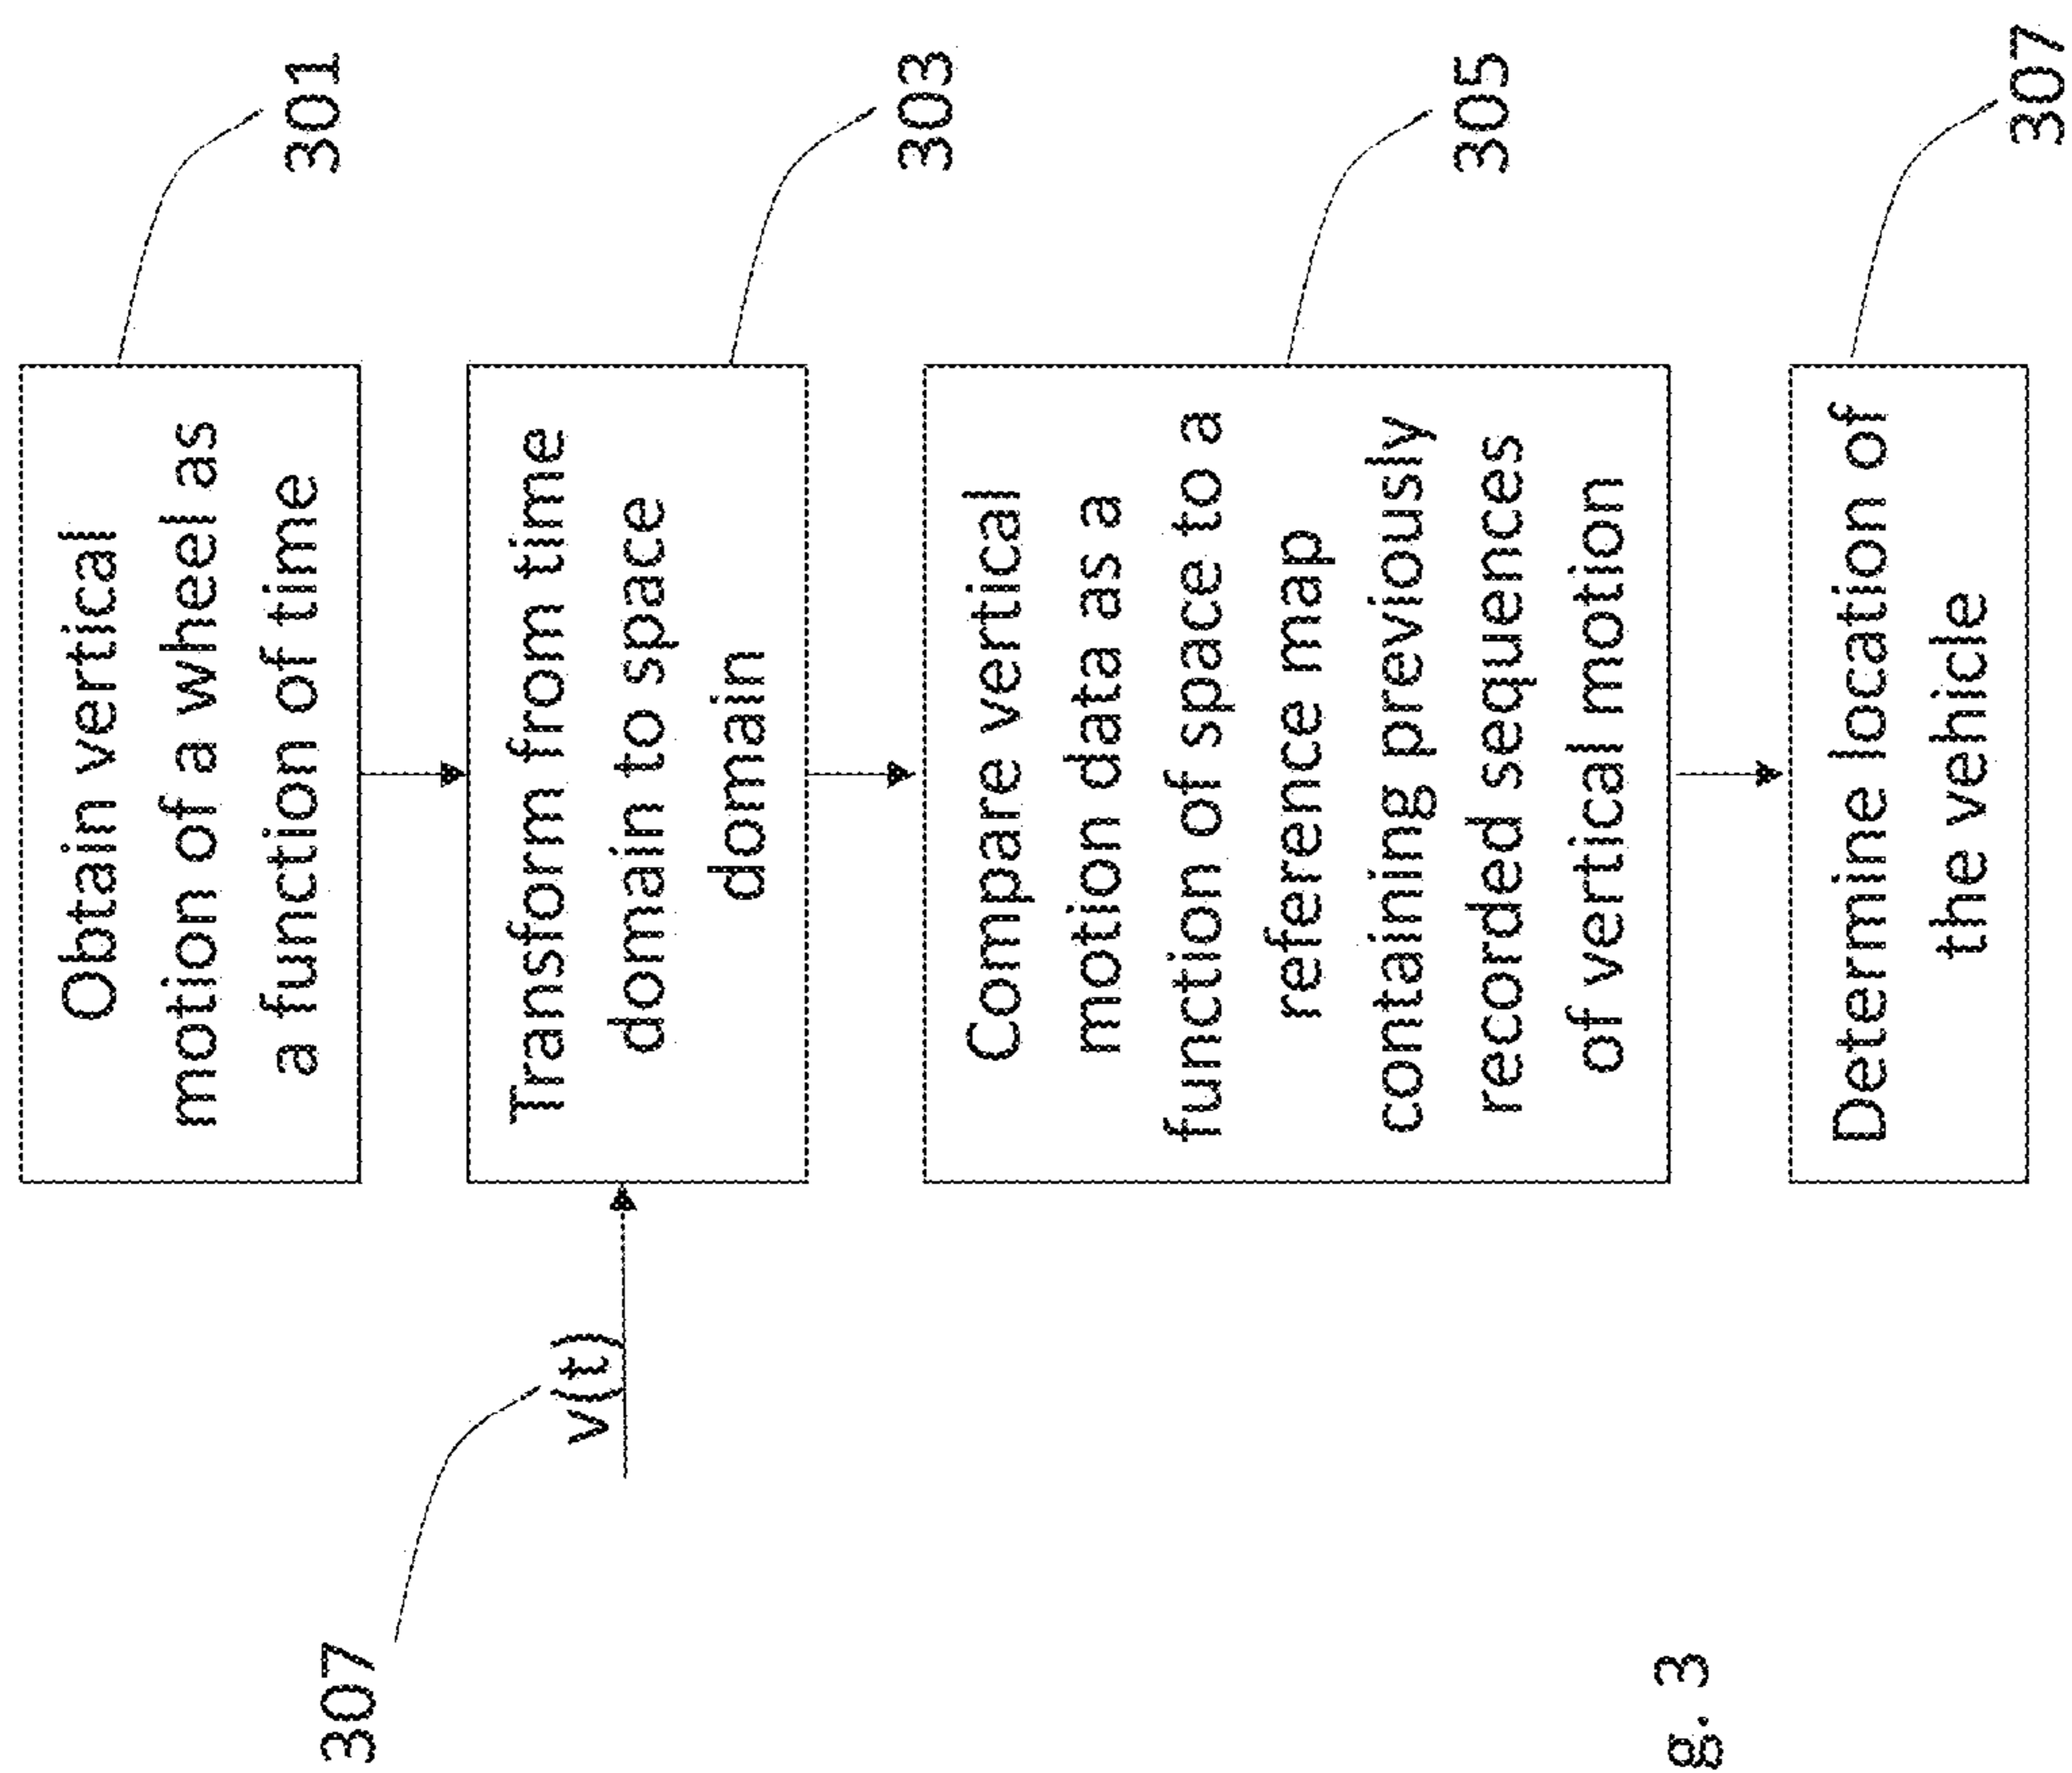 Obtain vertical
motion of a wheel as
a function of time
301
307
v(t)
Transform from time
domain to space
domain
303
Compare vertical
motion data as a
function of space to a
reference map
containing previously
recorded sequences
of vertical motion
305
Determine location of
the vehicle
307
g. 3